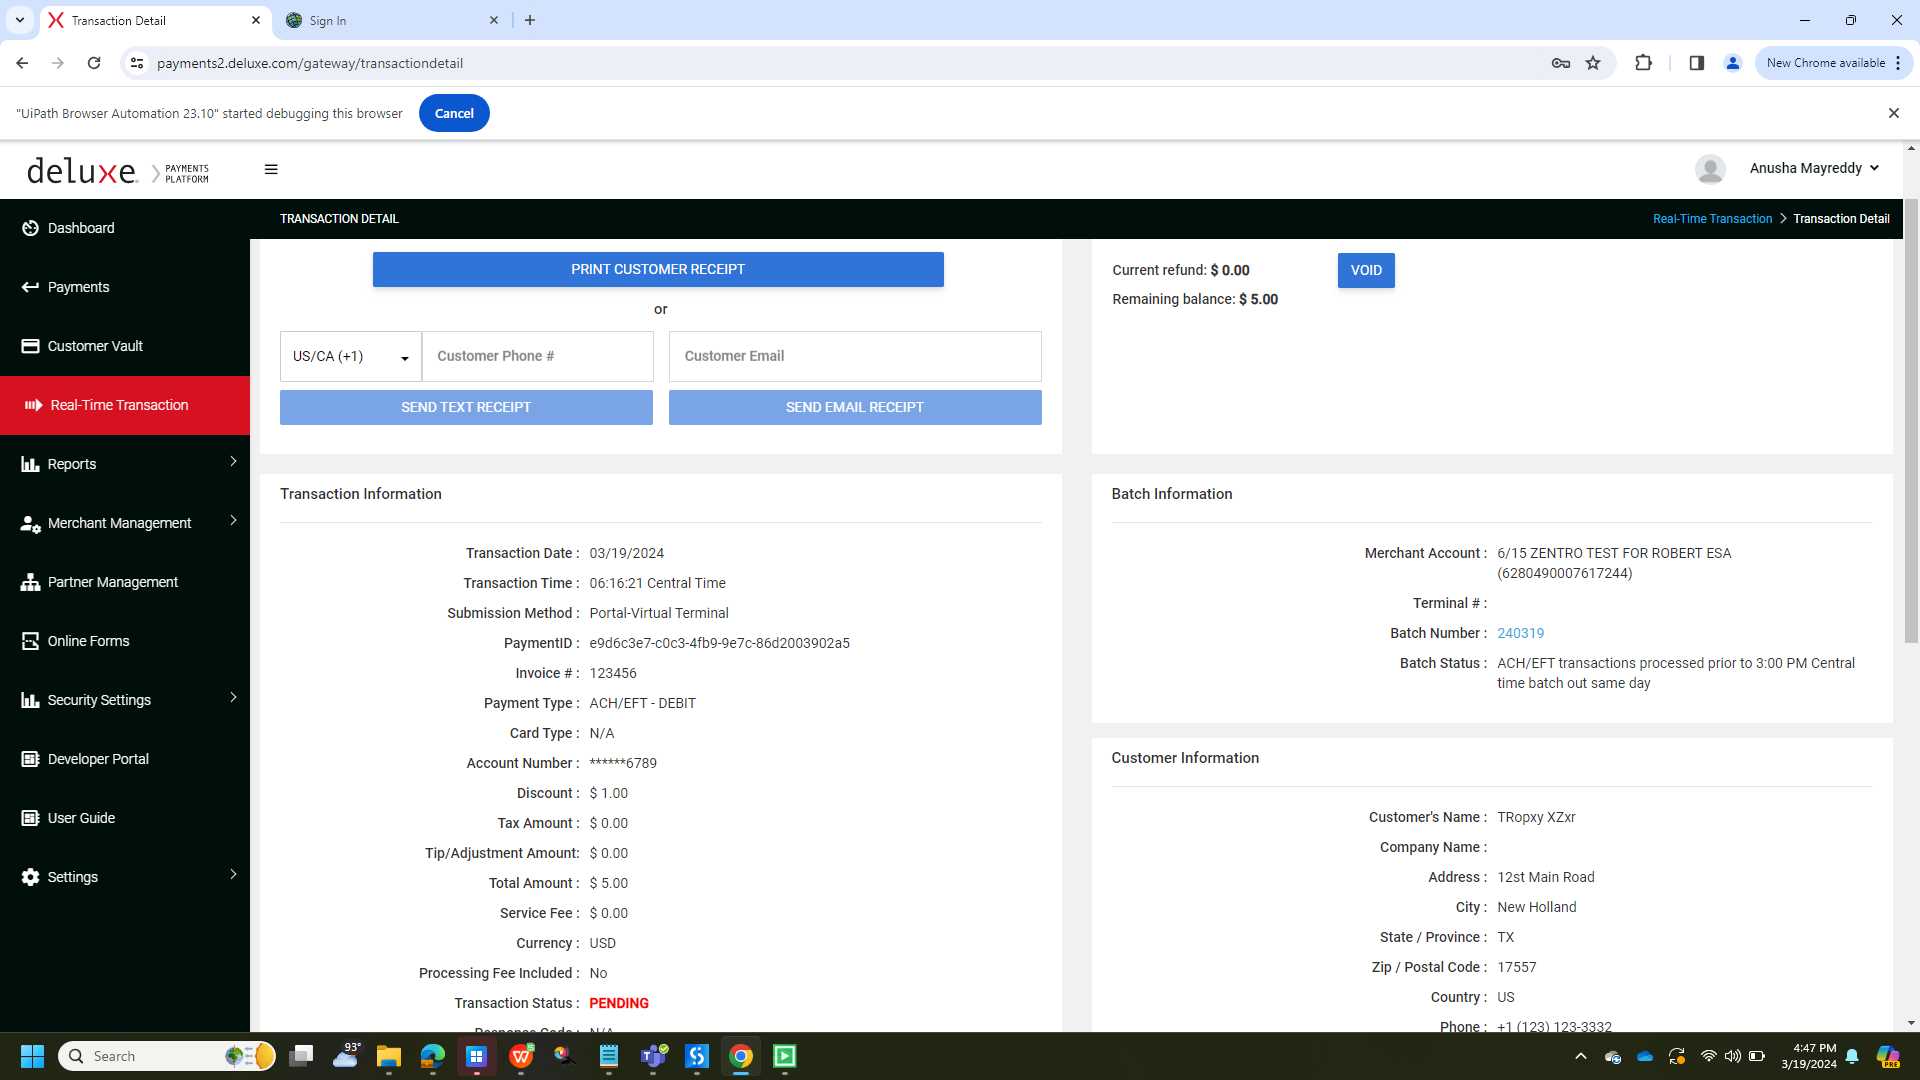 Transaction Detail
Sign In
payments2.deluxe.com/gateway/transactiondetail
New Chrome available
"UiPath Browser Automation 23.10" started debugging this browser
Cancel
deluxe. PAYMENTS PLATFORM
Anusha Mayreddy
TRANSACTION DETAIL
Real-Time Transaction > Transaction Detail
Dashboard
Payments
Customer Vault
Real-Time Transaction
Reports
Merchant Management
Partner Management
Online Forms
Security Settings
Developer Portal
User Guide
Settings
PRINT CUSTOMER RECEIPT
or
US/CA (+1)
Customer Phone #
Customer Email
SEND TEXT RECEIPT
SEND EMAIL RECEIPT
Current refund: $ 0.00
VOID
Remaining balance: $ 5.00
Transaction Information
Transaction Date : 03/19/2024
Transaction Time : 06:16:21 Central Time
Submission Method : Portal-Virtual Terminal
PaymentID : e9d6c3e7-c0c3-4fb9-9e7c-86d2003902a5
Invoice # : 123456
Payment Type : ACH/EFT - DEBIT
Card Type : N/A
Account Number : ******6789
Discount : $ 1.00
Tax Amount : $ 0.00
Tip/Adjustment Amount: $ 0.00
Total Amount : $ 5.00
Service Fee : $ 0.00
Currency : USD
Processing Fee Included : No
Transaction Status : PENDING
Response Code : N/A
Batch Information
Merchant Account : 6/15 ZENTRO TEST FOR ROBERT ESA
(6280490007617244)
Terminal # :
Batch Number : 240319
Batch Status : ACH/EFT transactions processed prior to 3:00 PM Central
time batch out same day
Customer Information
Customer's Name : TRopxy XZxr
Company Name :
Address : 12st Main Road
City : New Holland
State / Province : TX
Zip / Postal Code : 17557
Country : US
Phone : +1 (123) 123-3332
Search
93°
4:47 PM
3/19/2024
PRE